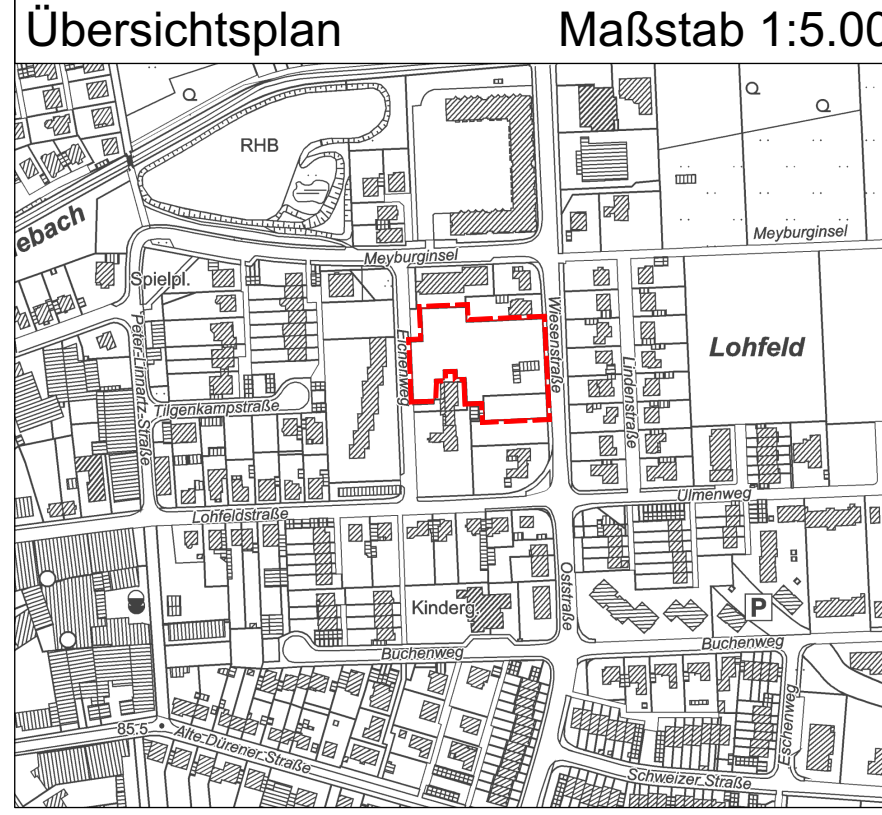 Übersichtsplan
Maßstab 1:5.00
RHB
ebach
Meyburginsel
Meyburginsel
Spielpl.
Peter-Linnartz-Straße
Eichenweg
Wiesenstraße
Lindenstraße
Lohfeld
Tilgenkampstraße
Lohfeldstraße
Ulmenweg
Kinderg.
Oststraße
P
Buchenweg
Buchenweg
Eschenweg
85.5
Alte Dürener Straße
Schweizer Straße